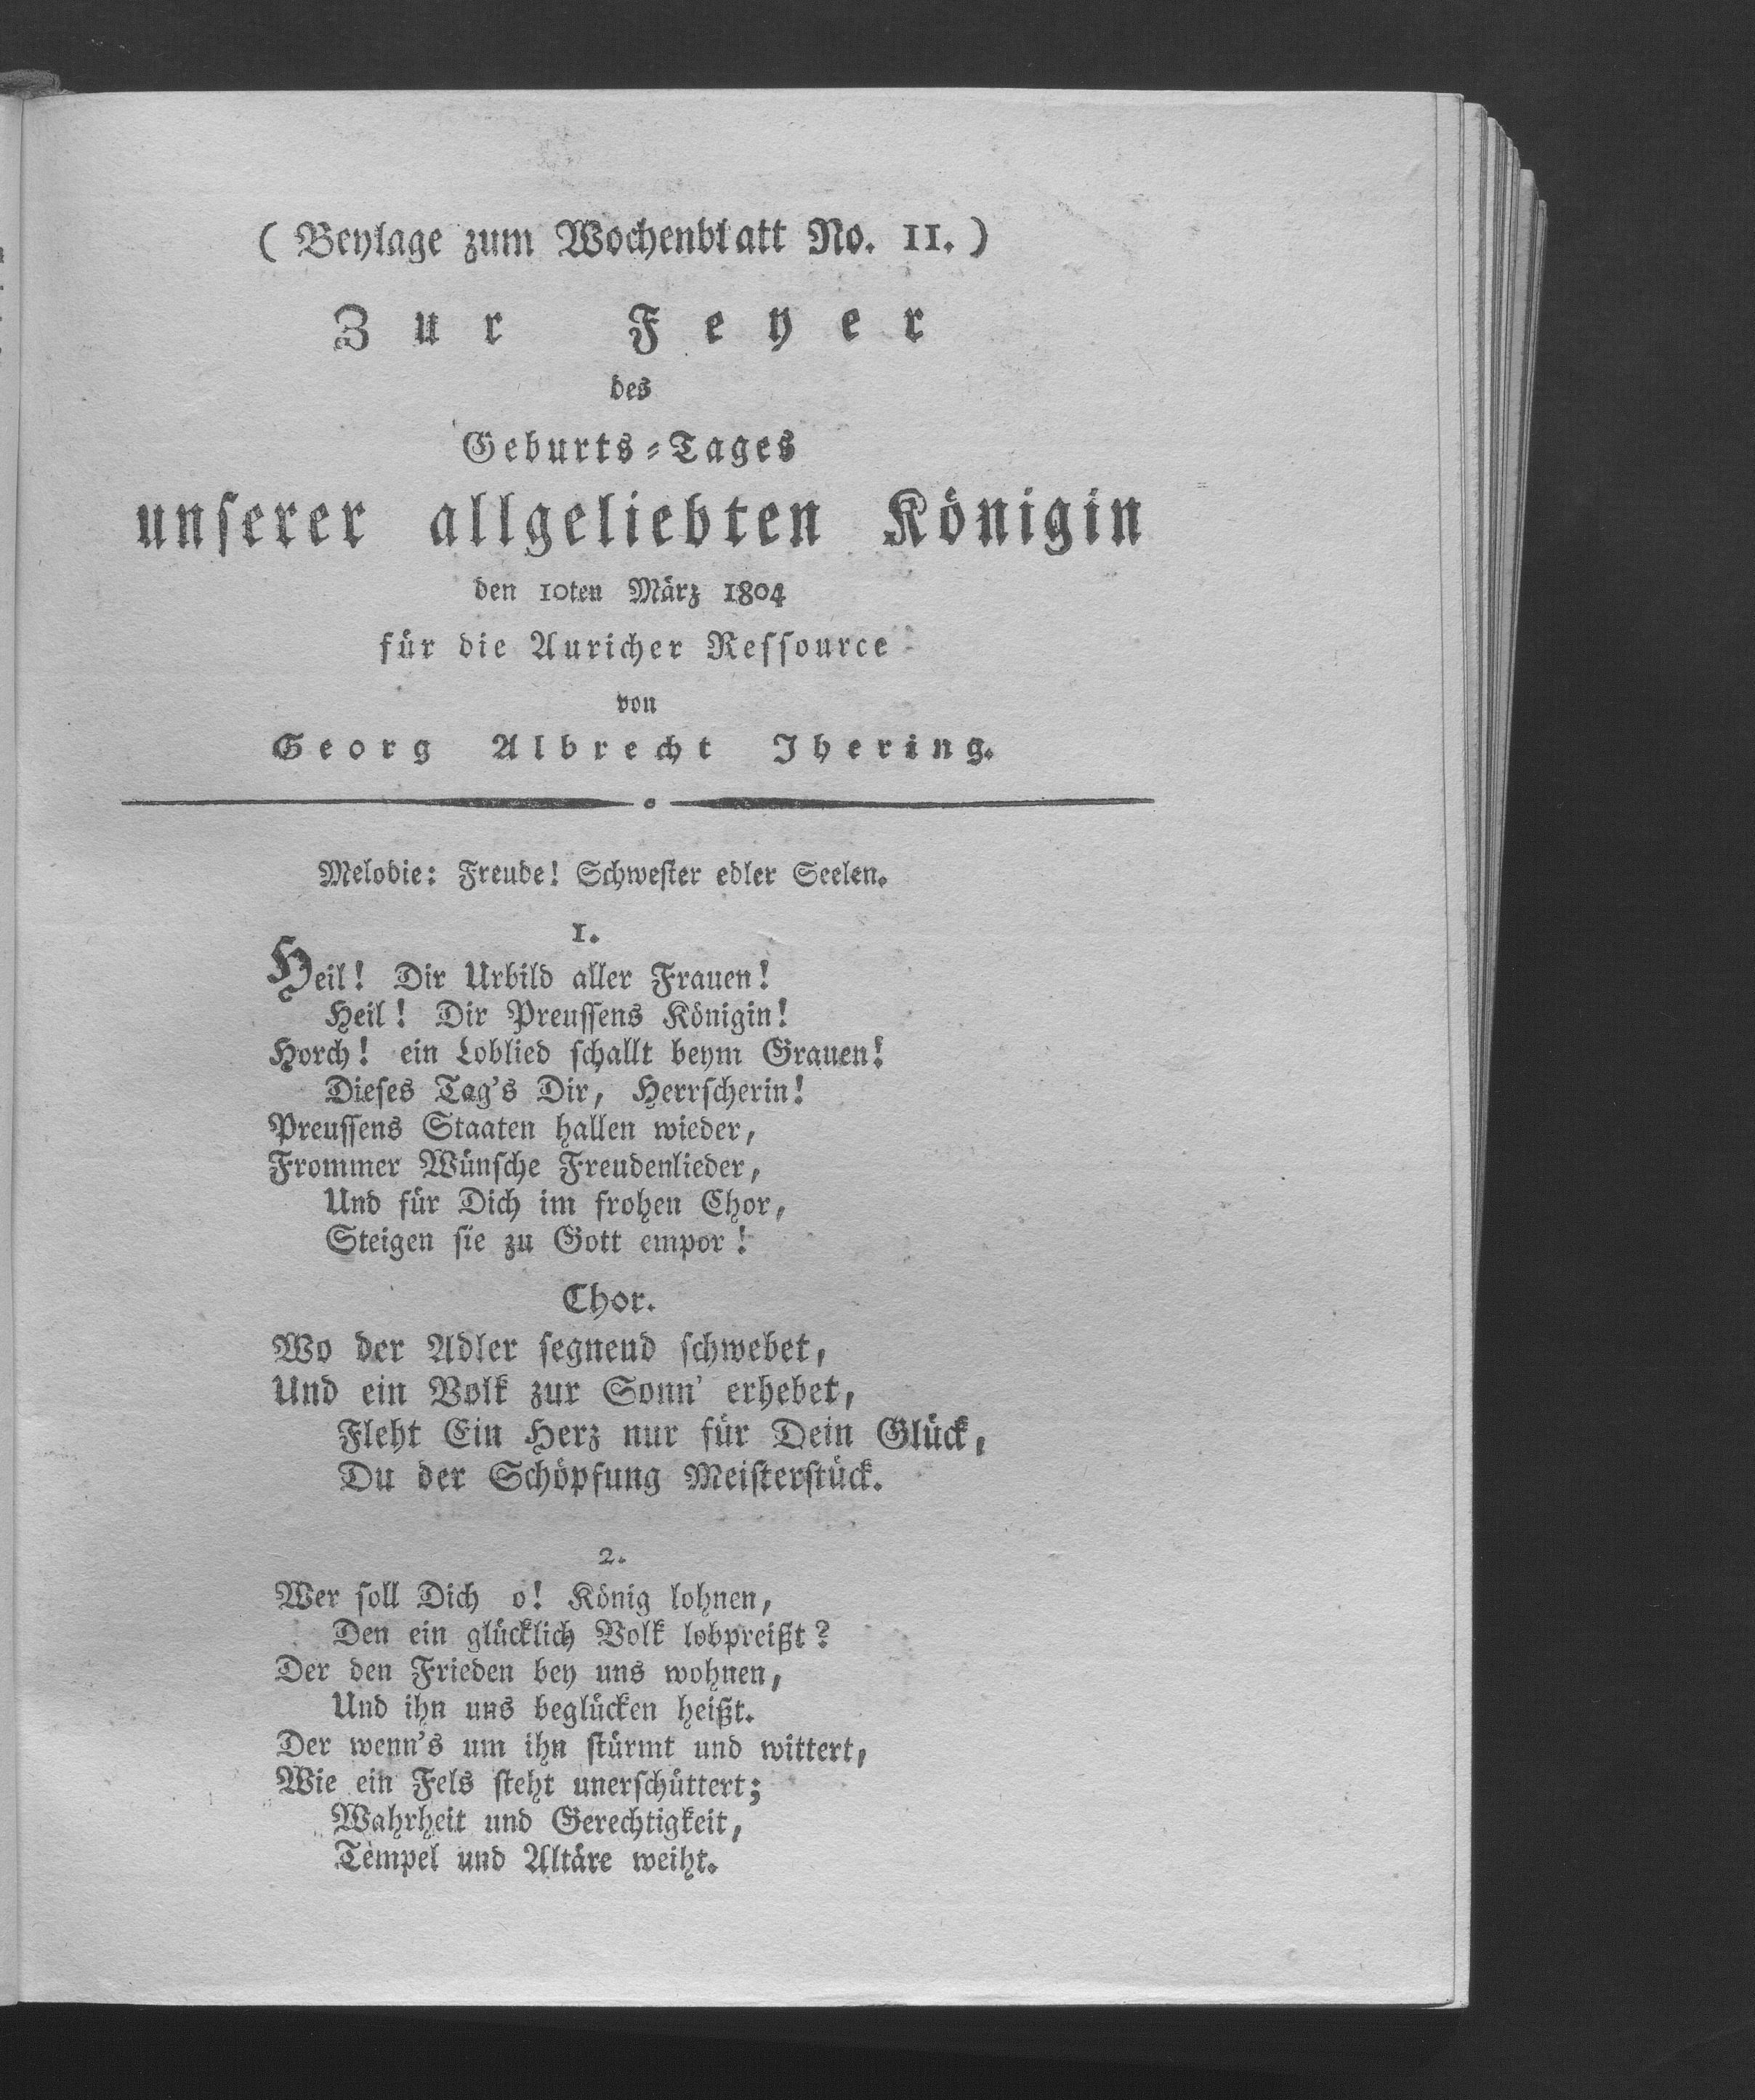 ( Beylage zum Wochenblatt No. 11. )
Zur Feyer
des
Geburts-Tages
unserer allgeliebten Königin
den 10ten März 1804
für die Auricher Ressource
von
Georg Albrecht Ihering.
Melodie: Freude! Schwester edler Seelen.
1.
Heil! Dir Urbild aller Frauen!
Heil! Dir Preussens Königin!
Horch! ein Loblied schallt beym Grauen!
Dieses Tag's Dir, Herrscherin!
Preussens Staaten hallen wieder,
Frommer Wünsche Freudenlieder,
Und für Dich im frohen Chor,
Steigen sie zu Gott empor!
Chor.
Wo der Adler segnend schwebet,
Und ein Volk zur Sonn' erhebet,
Fleht Ein Herz nur für Dein Glück,
Du der Schöpfung Meisterstück.
2.
Wer soll Dich o! König lohnen,
Den ein glücklich Volk lobpreißt?
Der den Frieden bey uns wohnen,
Und ihn uns beglücken heißt.
Der wenn's um ihn stürmt und wittert,
Wie ein Fels steht unerschüttert;
Wahrheit und Gerechtigkeit,
Tempel und Altäre weiht.